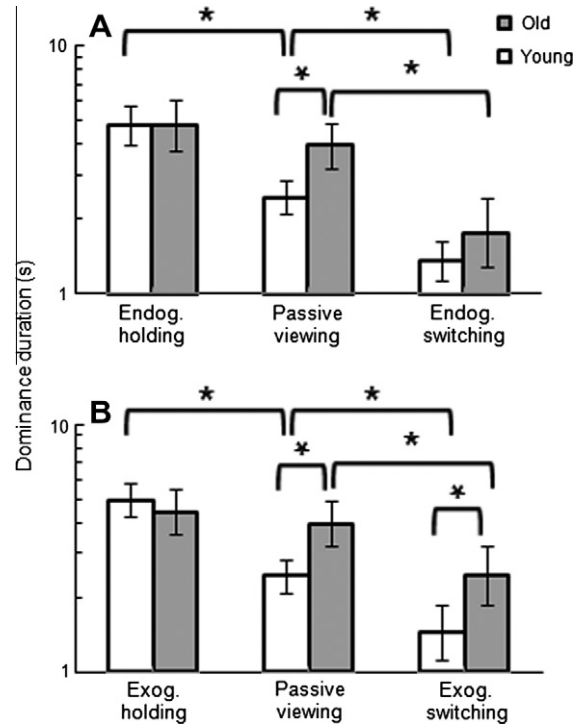 A
* *
Old
Young
10
* *
1
Endog. holding
Passive viewing
Endog. switching
Dominance duration (s)
B
* *
10
* *
*
1
Exog. holding
Passive viewing
Exog. switching